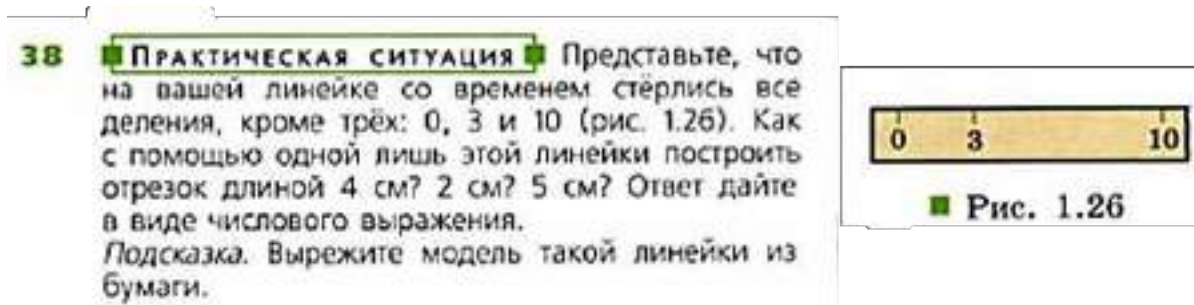 38 ПРАКТИЧЕСКАЯ СИТУАЦИЯ Представьте, что
на вашей линейке со временем стёрлись все
деления, кроме трёх: 0, 3 и 10 (рис. 1.26). Как
с помощью одной лишь этой линейки построить
отрезок длиной 4 см? 2 см? 5 см? Ответ дайте
в виде числового выражения.
Подсказка. Вырежите модель такой линейки из
бумаги.
0 3 10
Рис. 1.26